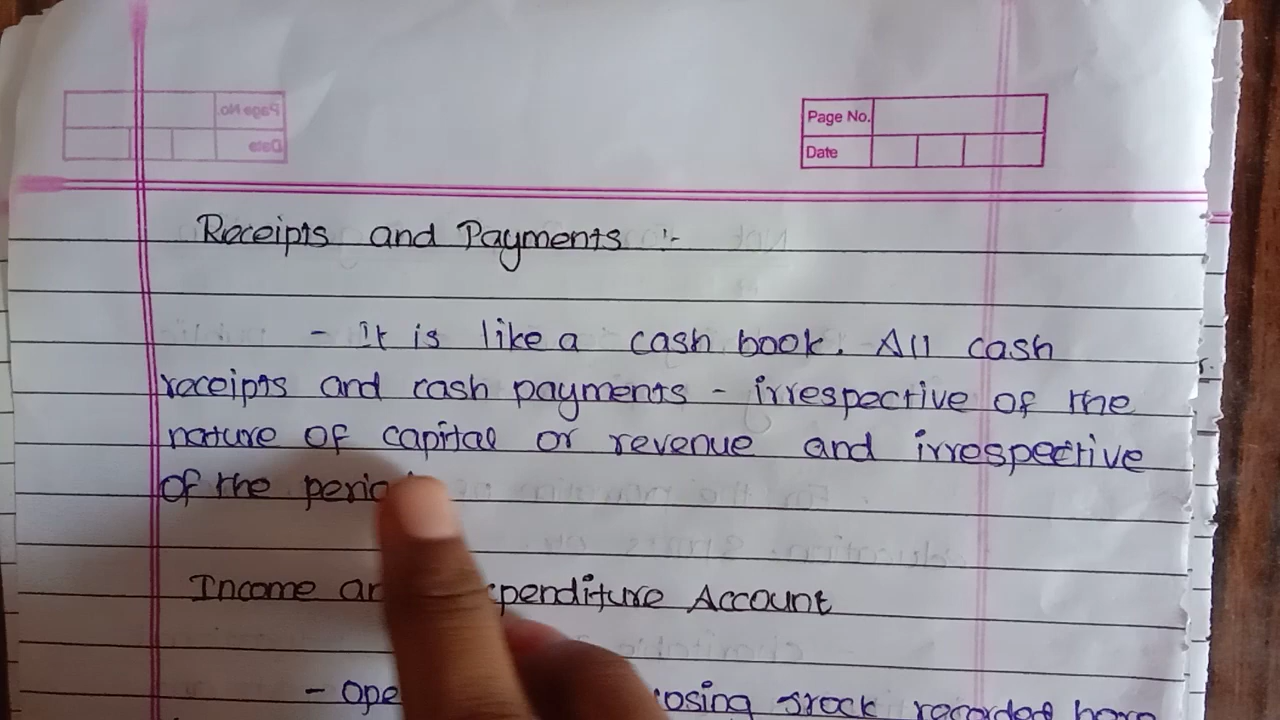 Page No.
Date
Receipts and Payments :-
- It is like a cash book. All cash
receipts and cash payments - irrespective of the
nature of capital or revenue and irrespective
of the
Income Account
- stock recorded here